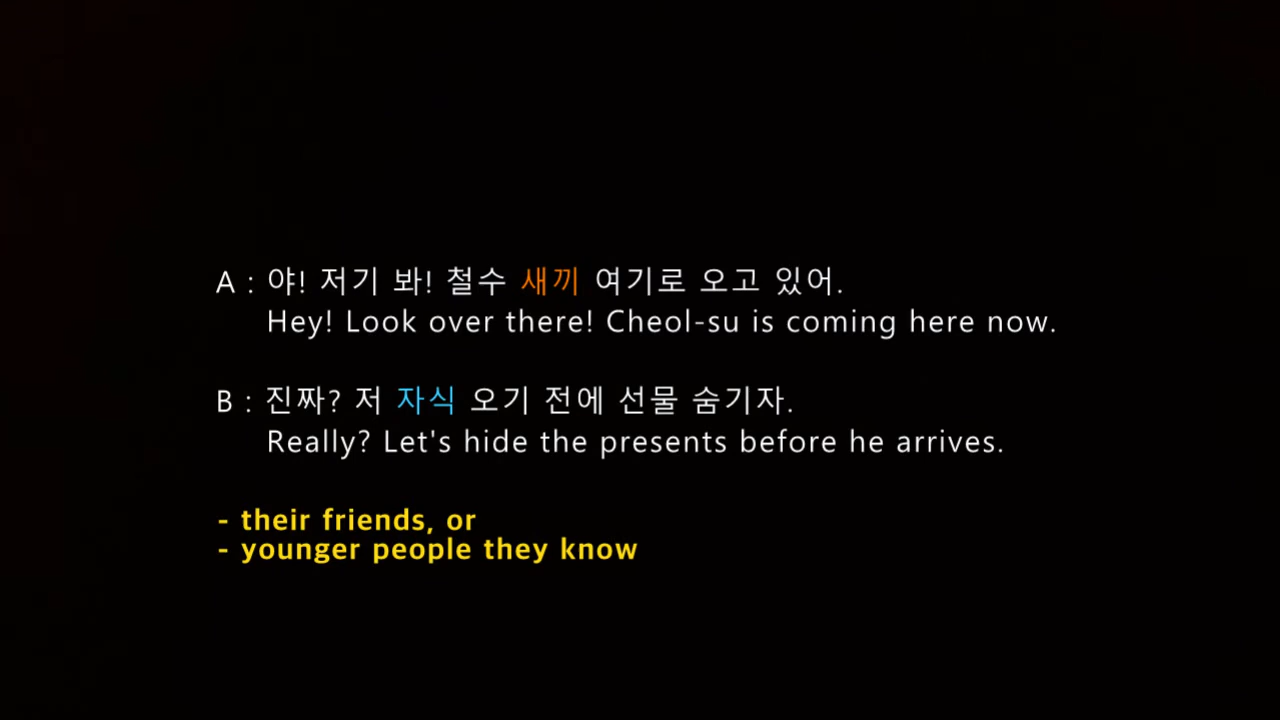 A : 야! 저기 봐! 철수 새끼 여기로 오고 있어.
Hey! Look over there! Cheol-su is coming here now.
B : 진짜? 저 자식 오기 전에 선물 숨기자.
Really? Let's hide the presents before he arrives.
- their friends, or
- younger people they know